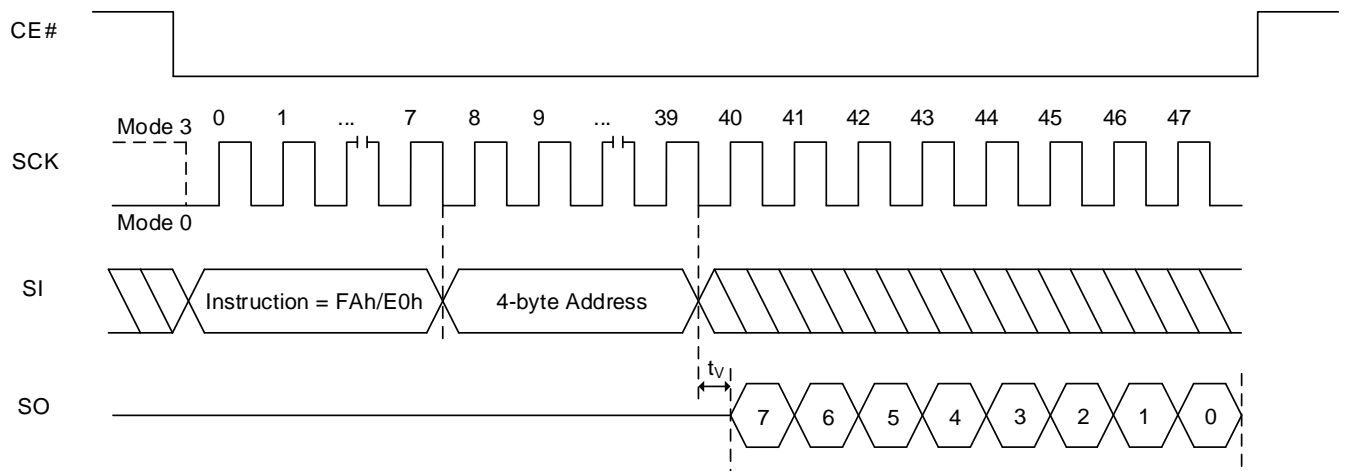 CE#
Mode 3 0 1 ... 7 8 9 ... 39 40 41 42 43 44 45 46 47
SCK
Mode 0
SI Instruction = FAh/E0h 4-byte Address
tV
SO 7 6 5 4 3 2 1 0